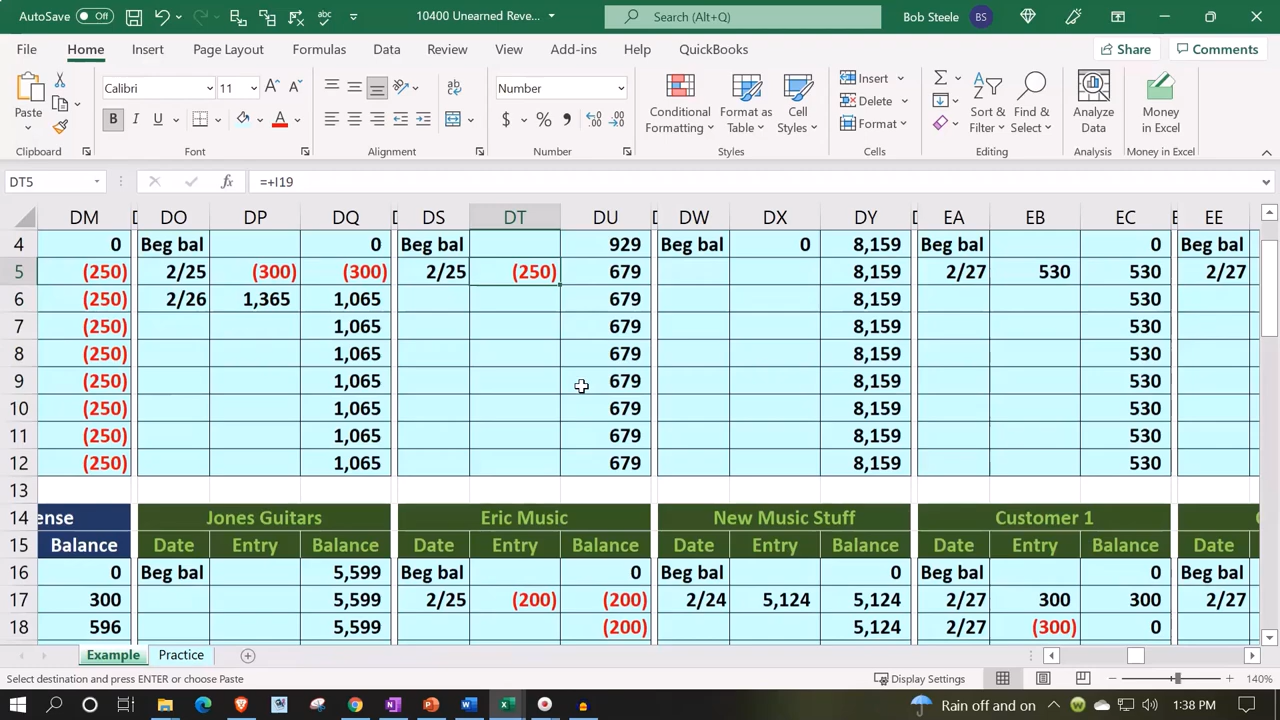 AutoSave Off 10400 Unearned Reve... Search (Alt+Q) Bob Steele BS
File Home Insert Page Layout Formulas Data Review View Add-ins Help QuickBooks Share Comments
Paste Calibri 11 Number Conditional Formatting Format as Table Cell Styles Insert Delete Format Sort & Filter Find & Select Analyze Data Money in Excel
Clipboard Font Alignment Number Styles Cells Editing Analysis Money in Excel
DT5 fx =+I19
DM D DO DP DQ D DS DT DU D DW DX DY D EA EB EC E EE
4 0 Beg bal 0 Beg bal 929 Beg bal 0 8,159 Beg bal 0 Beg bal
5 (250) 2/25 (300) (300) 2/25 (250) 679 8,159 2/27 530 530 2/27
6 (250) 2/26 1,365 1,065 679 8,159 530
7 (250) 1,065 679 8,159 530
8 (250) 1,065 679 8,159 530
9 (250) 1,065 679 8,159 530
10 (250) 1,065 679 8,159 530
11 (250) 1,065 679 8,159 530
12 (250) 1,065 679 8,159 530
13
14 ense Jones Guitars Eric Music New Music Stuff Customer 1
15 Balance Date Entry Balance Date Entry Balance Date Entry Balance Date Entry Balance Date
16 0 Beg bal 5,599 Beg bal 0 Beg bal 0 Beg bal 0 Beg bal
17 300 5,599 2/25 (200) (200) 2/24 5,124 5,124 2/27 300 300 2/27
18 596 5,599 (200) 5,124 2/27 (300) 0
Example Practice
Select destination and press ENTER or choose Paste Display Settings 140%
Rain off and on 1:38 PM